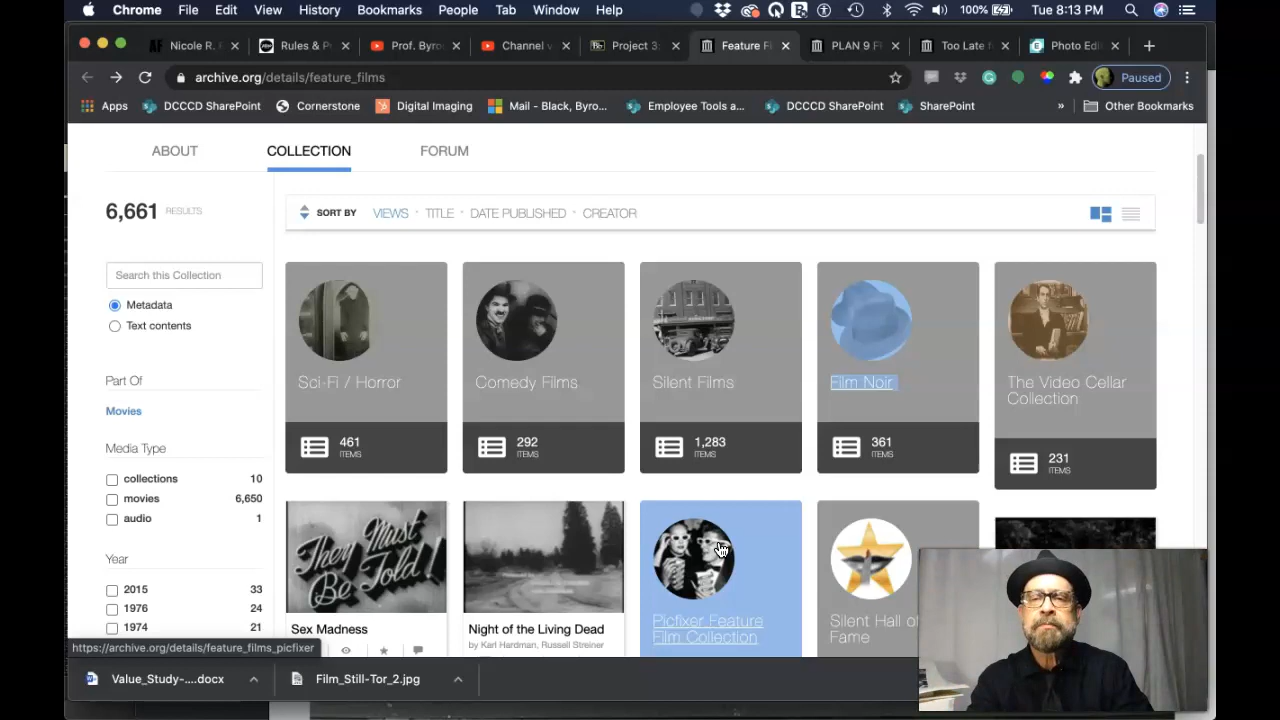 Chrome File Edit View History Bookmarks People Tab Window Help 100% Tue 8:13 PM
Nicole R. Rules & P Prof. Byro Channel v Project 3: Feature Fi PLAN 9 F Too Late f Photo Edi
archive.org/details/feature_films Paused
Apps DCCCD SharePoint Cornerstone Digital Imaging Mail - Black, Byro... Employee Tools a... DCCCD SharePoint SharePoint » Other Bookmarks
ABOUT COLLECTION FORUM
6,661 RESULTS
SORT BY VIEWS · TITLE · DATE PUBLISHED · CREATOR
Search this Collection
Metadata
Text contents
Part Of
Movies
Media Type
collections 10
movies 6,650
audio 1
Year
2015 33
1976 24
1974 21
Sci-Fi / Horror
461
ITEMS
Comedy Films
292
ITEMS
Silent Films
1,283
ITEMS
Film Noir
361
ITEMS
The Video Cellar
Collection
231
ITEMS
They Must
Be Told!
Sex Madness
Night of the Living Dead
by Karl Hardman, Russell Streiner
Picfixer Feature
Film Collection
Silent Hall of
Fame
https://archive.org/details/feature_films_picfixer
Value_Study-....docx Film_Still-Tor_2.jpg